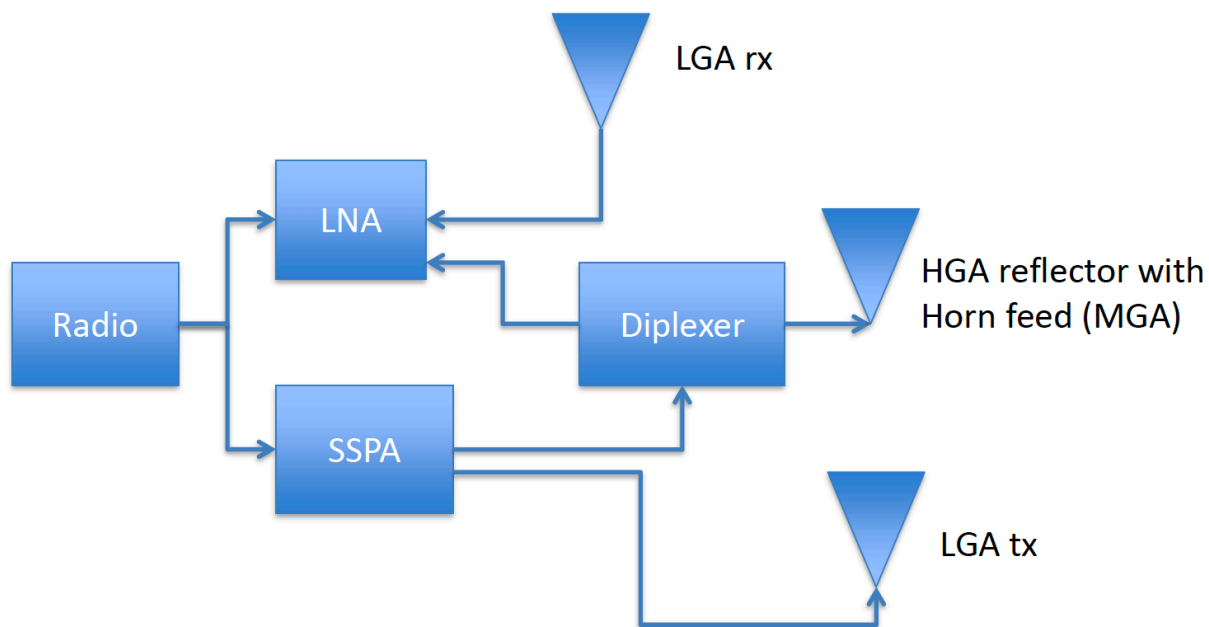 LGA rx
LNA
HGA reflector with
Horn feed (MGA)
Radio
Diplexer
SSPA
LGA tx